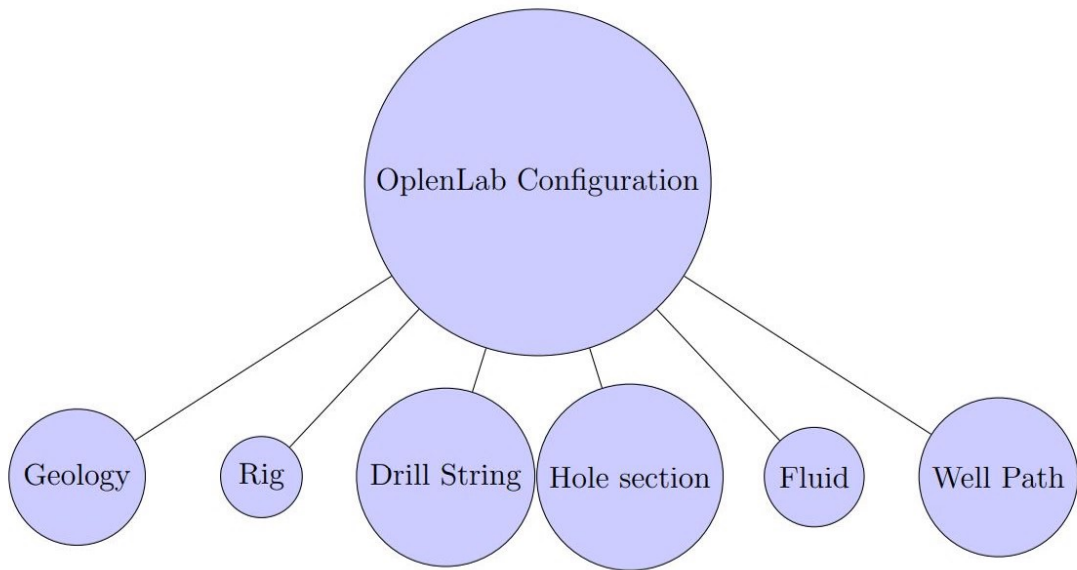 OplenLab Configuration
Geology
Rig
Drill String
Hole section
Fluid
Well Path